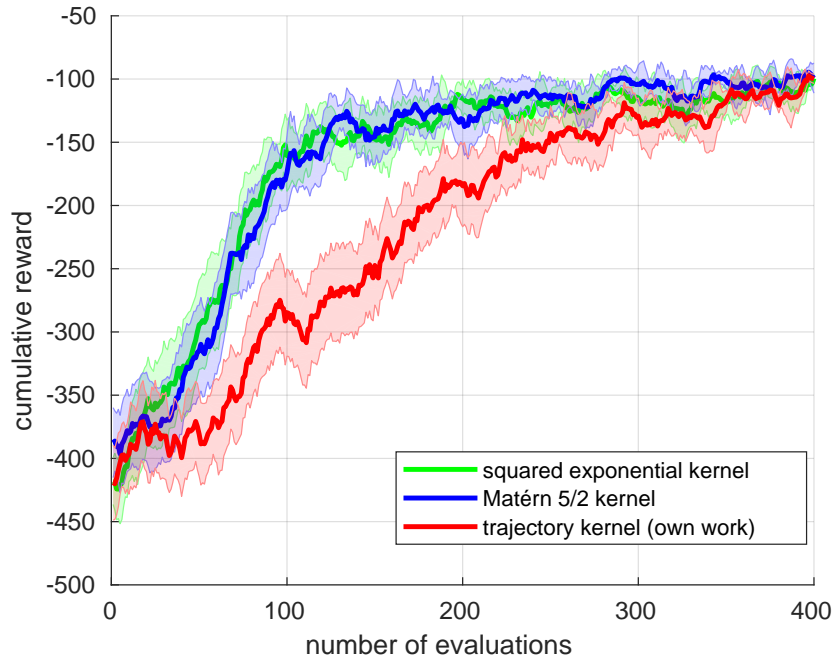 -50
-100
-150
-200
-250
-300
-350
-400
-450
-500
cumulative reward
squared exponential kernel
Matérn 5/2 kernel
trajectory kernel (own work)
0 100 200 300 400
number of evaluations